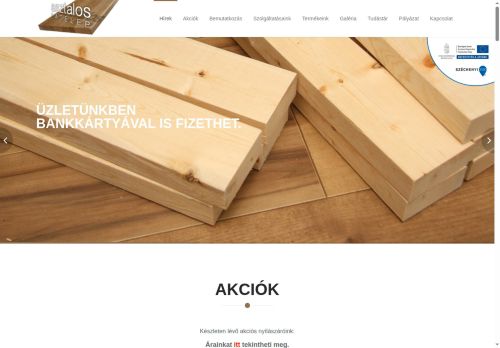 Hírek Akciók Bemutatkozás Szolgáltatásaink Termékeink Galéria Tudástár Pályázat Kapcsolat
SZÉCHENYI
ÜZLETÜNKBEN
BANKKÁRTYÁVAL IS FIZETHET.
AKCIÓK
Készleten lévő akciós nyílászáróink:
Árainkat itt tekintheti meg.